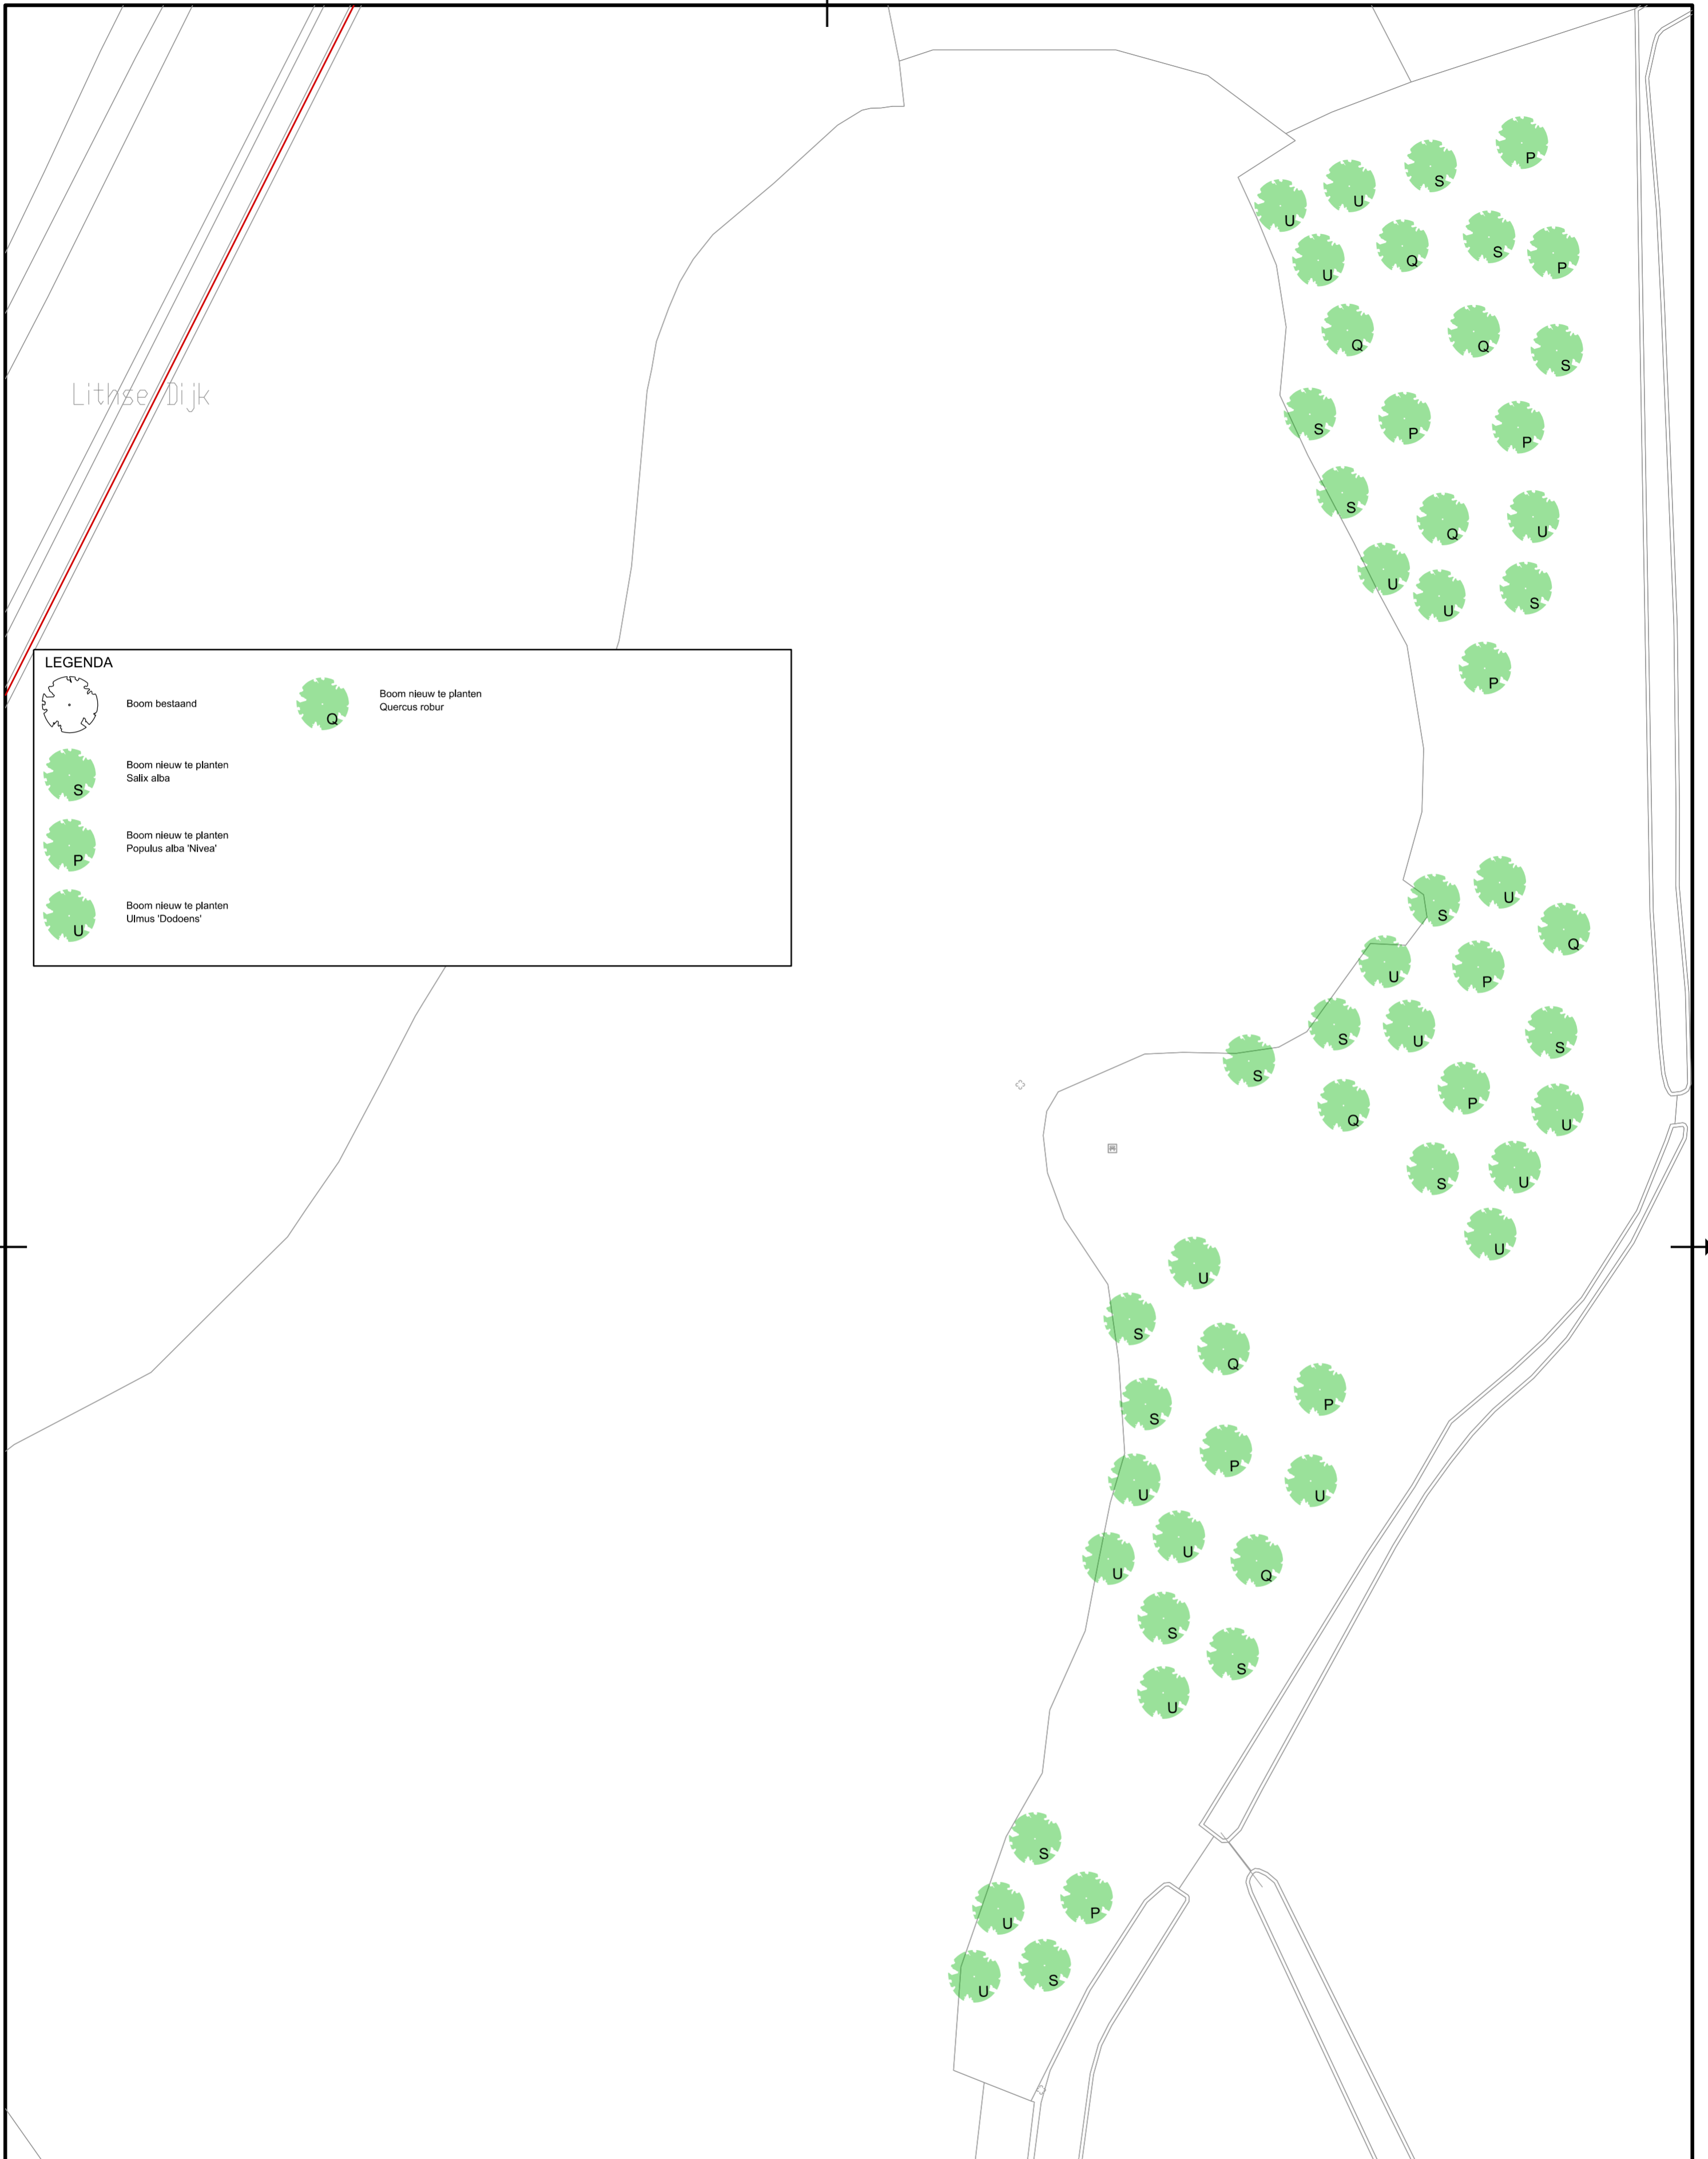 P
S
U
U
S
Q
P
U
Q
Q
S
Lithse Dijk
S
P
P
S
Q
U
U
U
S
P
LEGENDA
Boom bestaand
Q
Boom nieuw te planten
Quercus robur
S
Boom nieuw te planten
Salix alba
P
Boom nieuw te planten
Populus alba 'Nivea'
U
Boom nieuw te planten
Ulmus 'Dodoens'
U
S
Q
U
P
S
U
S
S
P
Q
U
S
U
U
U
S
Q
P
S
P
U
U
U
U
Q
S
S
U
S
P
U
S
U